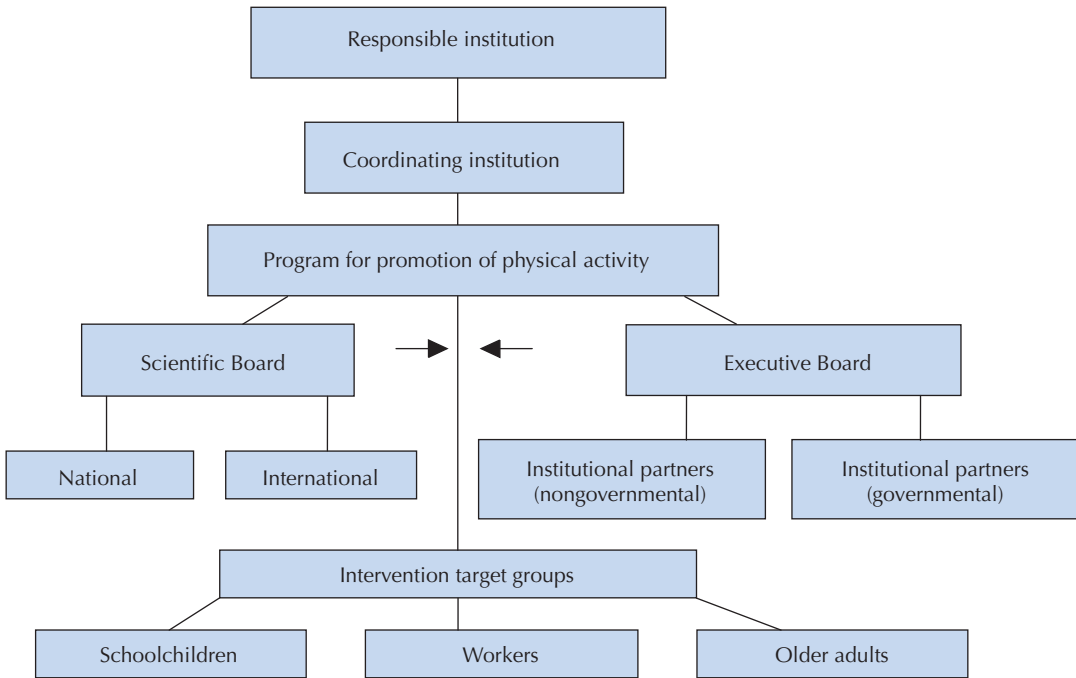 Responsible institution
Coordinating institution
Program for promotion of physical activity
Scientific Board
Executive Board
National
International
Institutional partners
(nongovernmental)
Institutional partners
(governmental)
Intervention target groups
Schoolchildren
Workers
Older adults